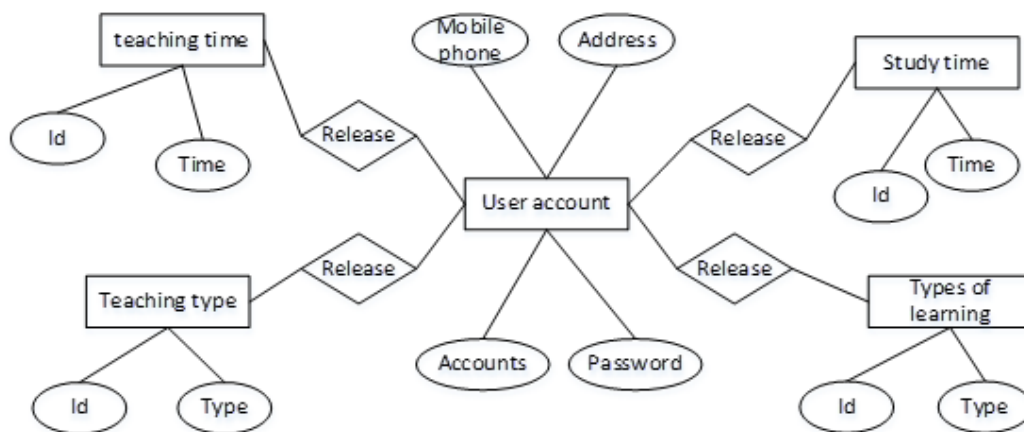 teaching time
Mobile
phone
Address
Study time
Id
Time
Release
Release
Time
Id
User account
Teaching type
Release
Release
Types of
learning
Accounts
Password
Id
Type
Id
Type